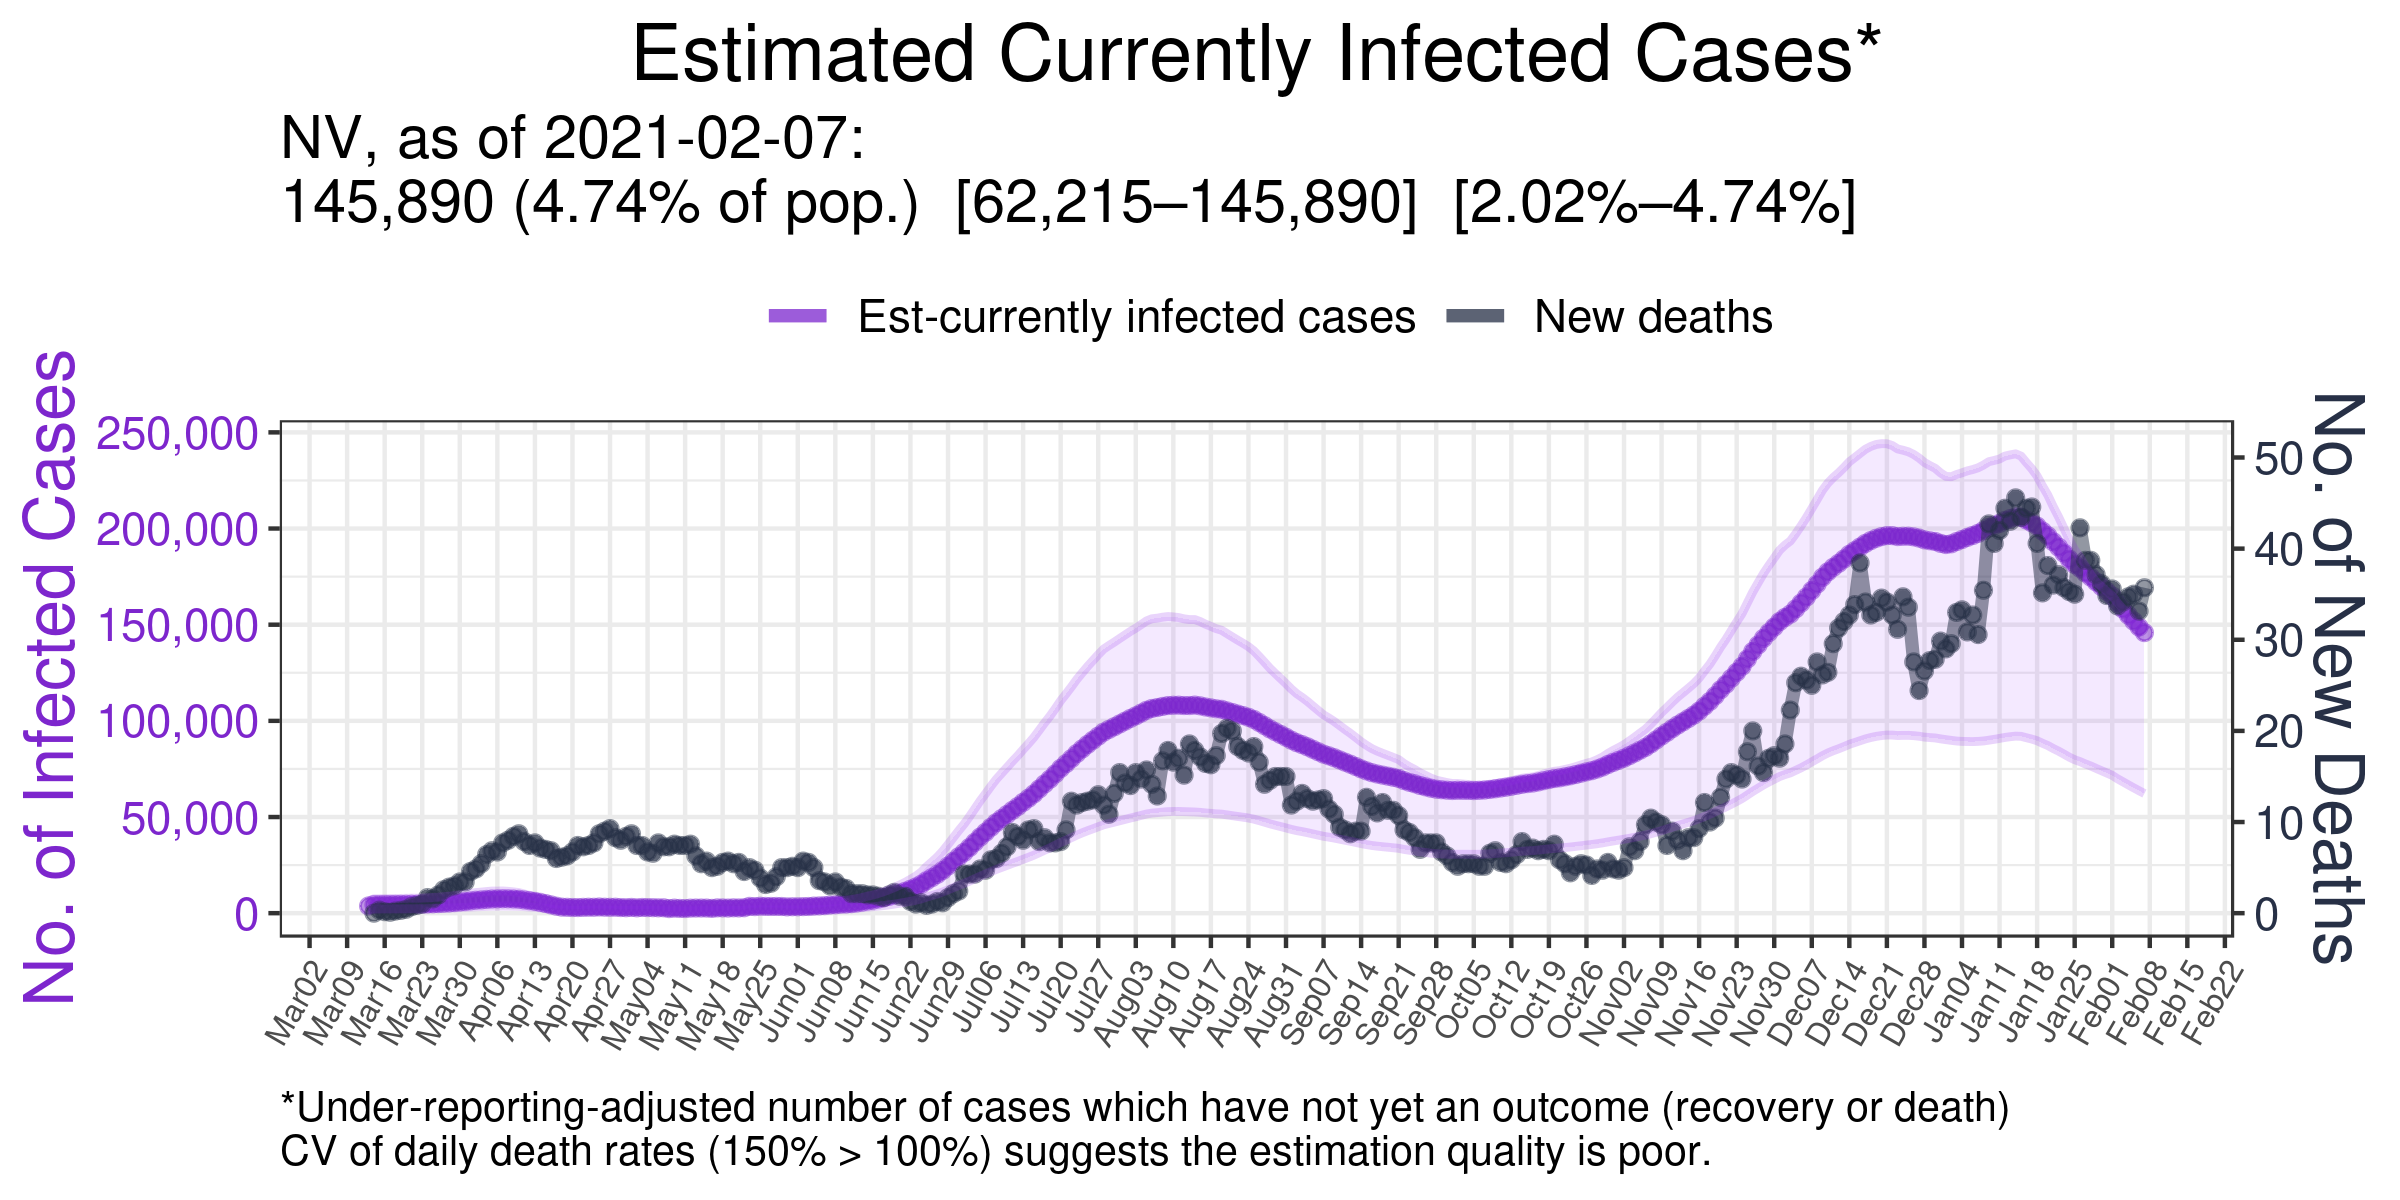 Estimated Currently Infected Cases*
NV, as of 2021-02-07:
145,890 (4.74% of pop.) [62,215–145,890] [2.02%–4.74%]
Est-currently infected cases
New deaths
No. of Infected Cases
250,000
200,000
150,000
100,000
50,000
0
50
40
30
20
10
0
No. of New Deaths
Mar02
Mar09
Mar16
Mar23
Mar30
Apr06
Apr13
Apr20
Apr27
May04
May11
May18
May25
Jun01
Jun08
Jun15
Jun22
Jun29
Jul06
Jul13
Jul20
Jul27
Aug03
Aug10
Aug17
Aug24
Aug31
Sep07
Sep14
Sep21
Sep28
Oct05
Oct12
Oct19
Oct26
Nov02
Nov09
Nov16
Nov23
Nov30
Dec07
Dec14
Dec21
Dec28
Jan04
Jan11
Jan18
Jan25
Feb01
Feb08
Feb15
Feb22
*Under-reporting-adjusted number of cases which have not yet an outcome (recovery or death)
CV of daily death rates (150% > 100%) suggests the estimation quality is poor.